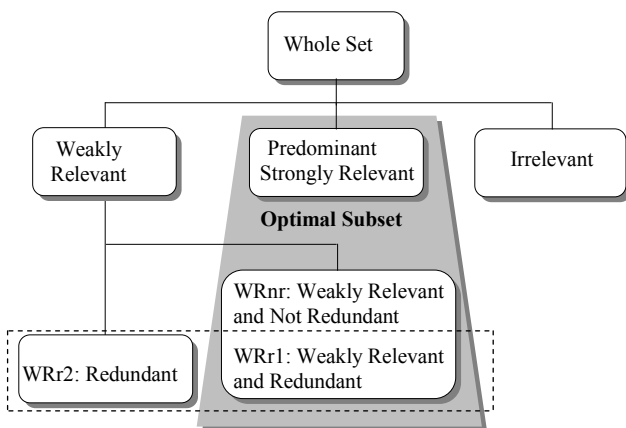 Whole Set
Weakly
Relevant
Predominant
Strongly Relevant
Irrelevant
Optimal Subset
WRnr: Weakly Relevant
and Not Redundant
WRr2: Redundant
WRr1: Weakly Relevant
and Redundant